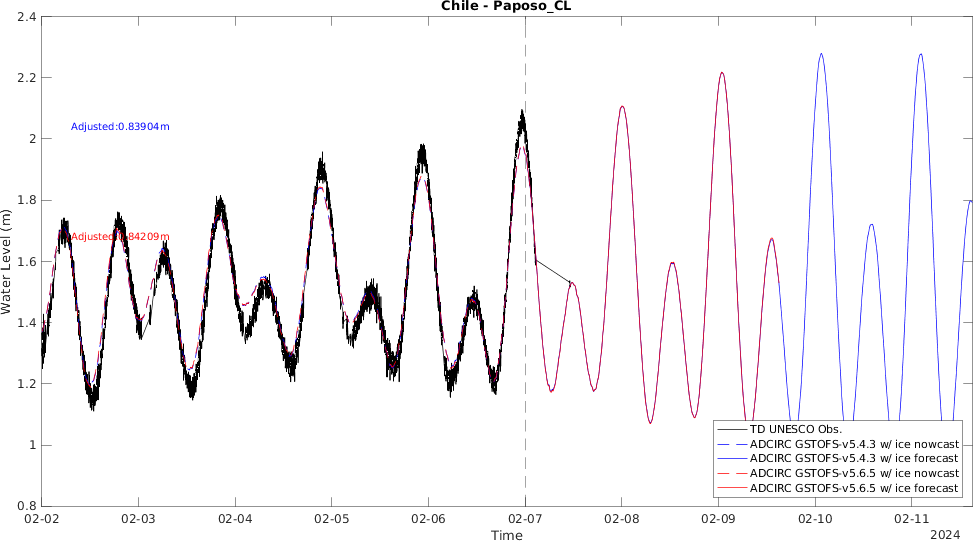 Chile - Paposo_CL
2.4
2.2
2
1.8
1.6
1.4
1.2
1
0.8
Water Level (m)
Adjusted:0.83904m
Adjusted:0.84209m
TD UNESCO Obs.
ADCIRC GSTOFS-v5.4.3 w/ ice nowcast
ADCIRC GSTOFS-v5.4.3 w/ ice forecast
ADCIRC GSTOFS-v5.6.5 w/ ice nowcast
ADCIRC GSTOFS-v5.6.5 w/ ice forecast
02-02 02-03 02-04 02-05 02-06 02-07 02-08 02-09 02-10 02-11
Time
2024